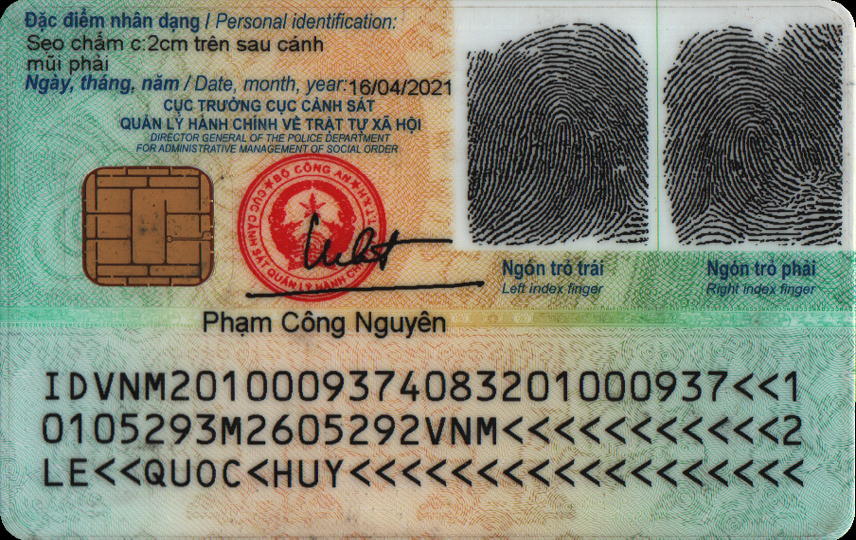 Đặc điểm nhân dạng / Personal identification:
Sẹo chấm c:2cm trên sau cánh
mũi phải
Ngày, tháng, năm / Date, month, year: 16/04/2021
CỤC TRƯỞNG CỤC CẢNH SÁT
QUẢN LÝ HÀNH CHÍNH VỀ TRẬT TỰ XÃ HỘI
DIRECTOR GENERAL OF THE POLICE DEPARTMENT
FOR ADMINISTRATIVE MANAGEMENT OF SOCIAL ORDER
BỘ CÔNG AN
CỤC CẢNH SÁT QUẢN LÝ HÀNH CHÍNH
Ngón trỏ trái
Left index finger
Ngón trỏ phải
Right index finger
Phạm Công Nguyên
IDVNM2010009374083201000937<<1
0105293M2605292VNM<<<<<<<<<<<2
LE<<QUOC<HUY<<<<<<<<<<<<<<<<<<